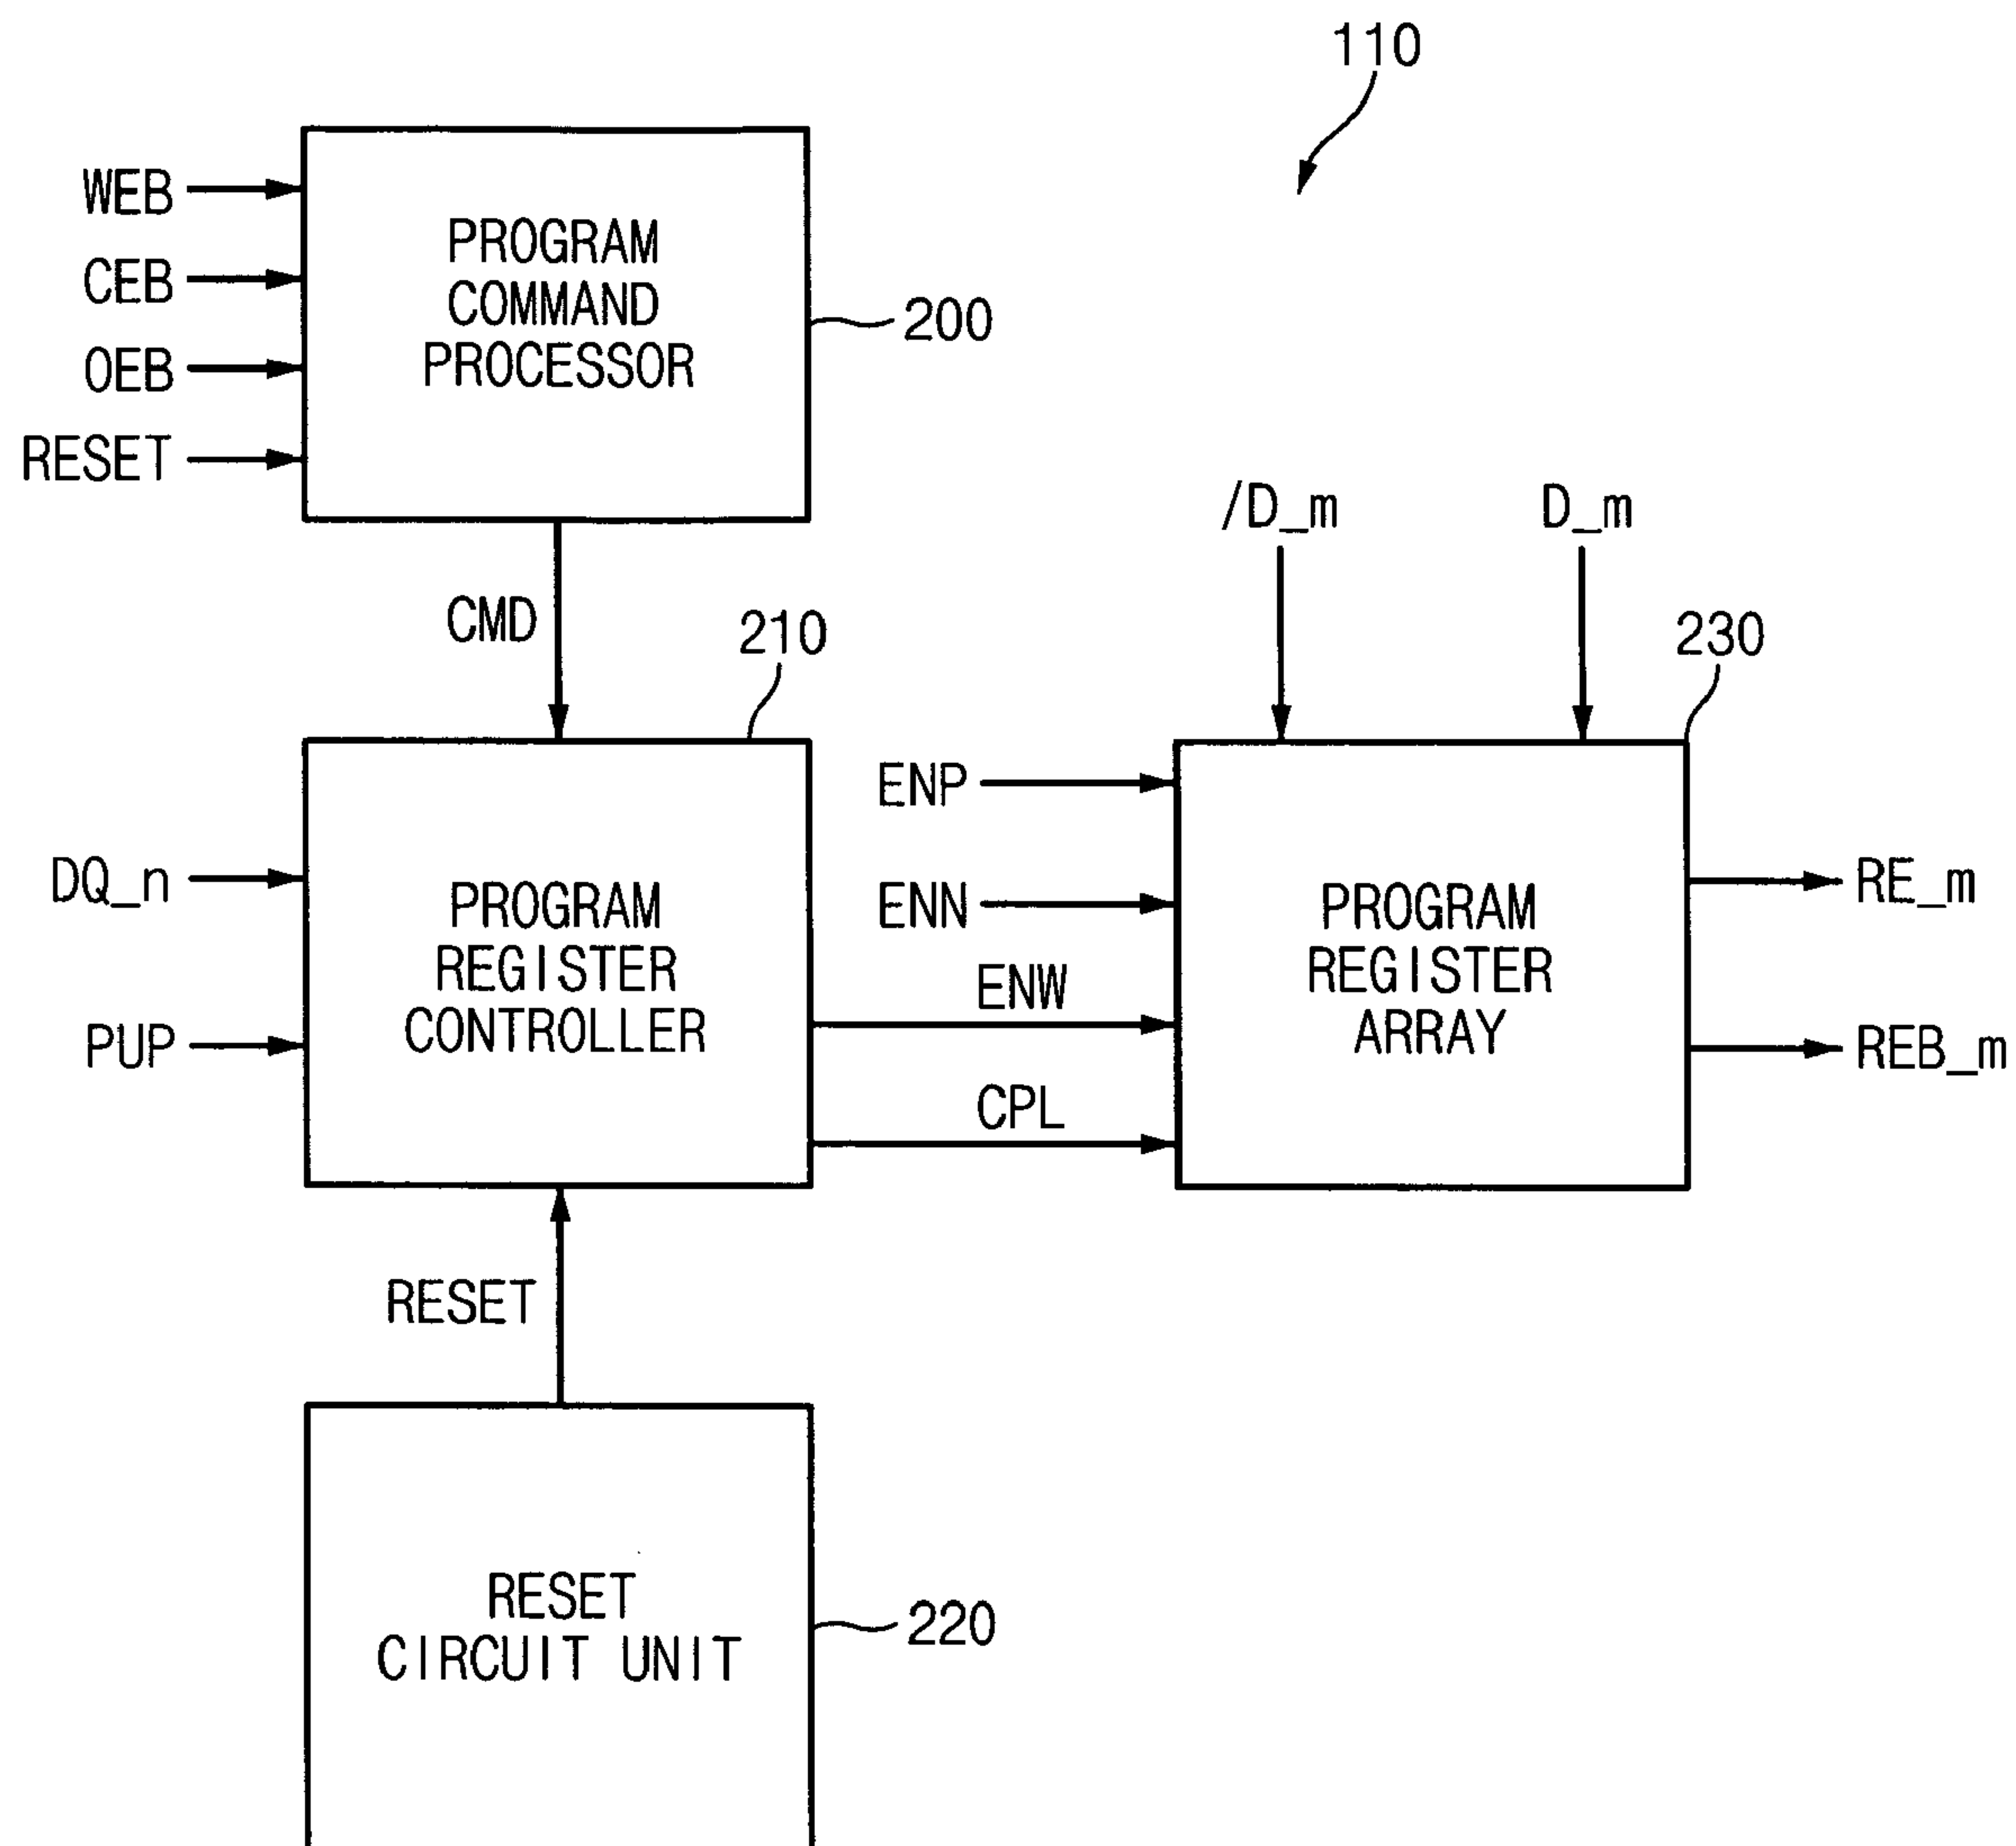 110
WEB
CEB
OEB
RESET
PROGRAM
COMMAND
PROCESSOR
200
/D_m
D_m
CMD
210
230
DQ_n
PUP
PROGRAM
REGISTER
CONTROLLER
ENP
ENN
ENW
CPL
PROGRAM
REGISTER
ARRAY
RE_m
REB_m
RESET
RESET
CIRCUIT UNIT
220